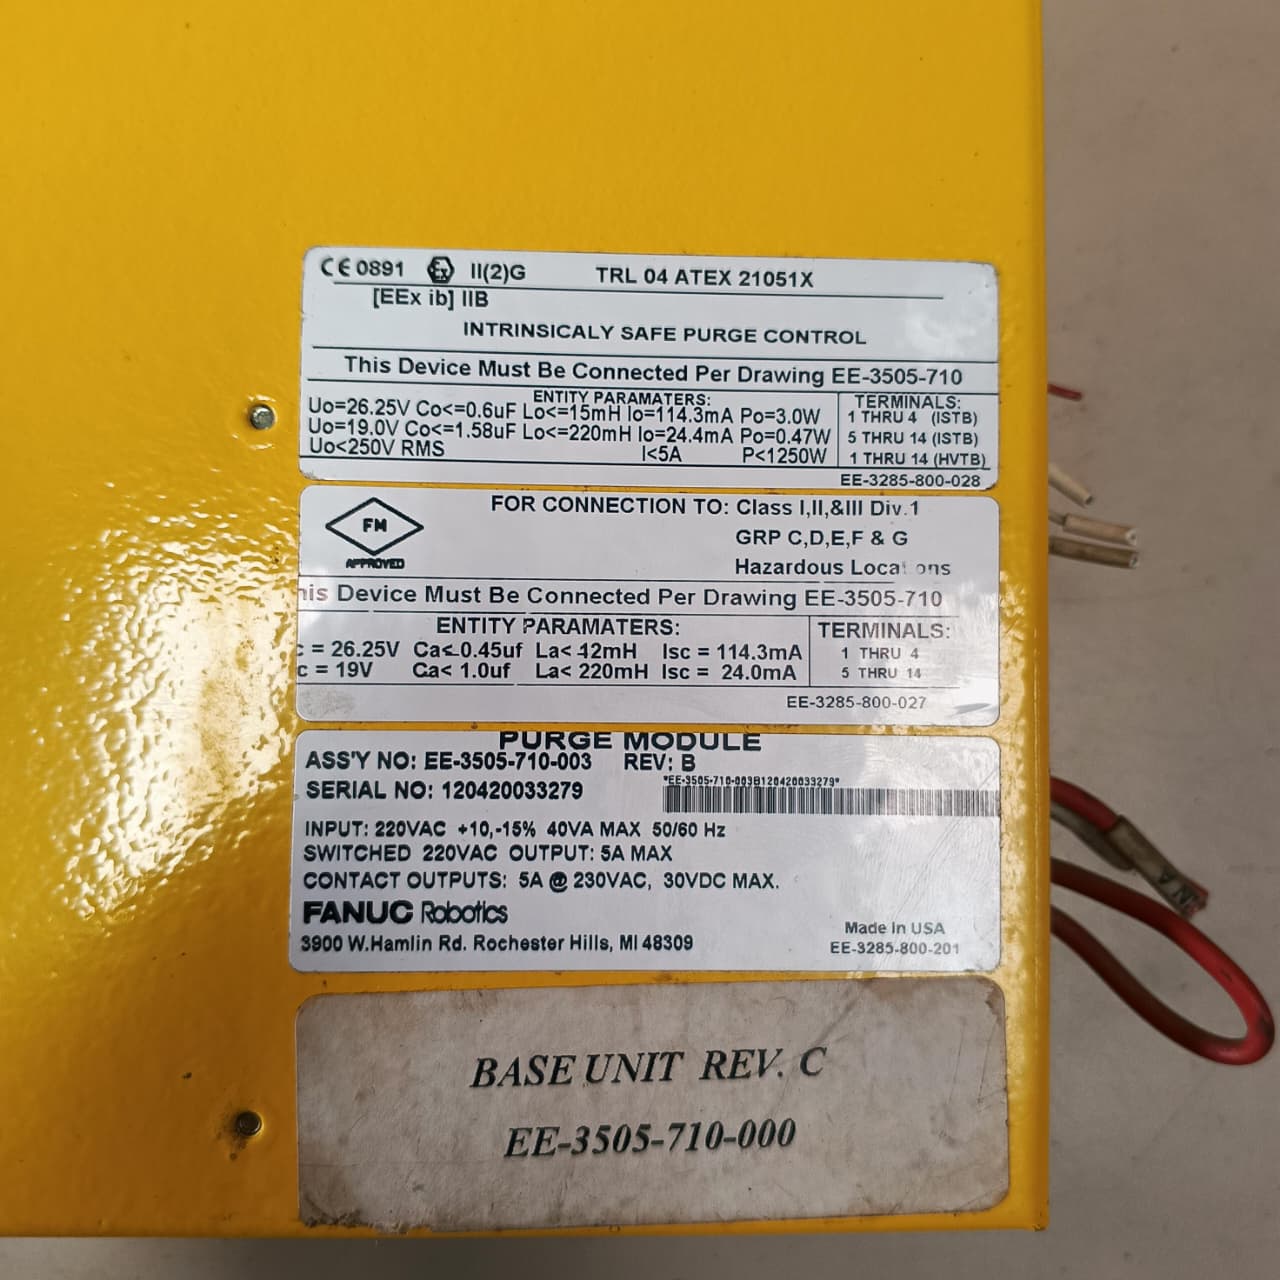 CE 0891 Ex II(2)G TRL 04 ATEX 21051X
[EEx ib] IIB
INTRINSICALY SAFE PURGE CONTROL
This Device Must Be Connected Per Drawing EE-3505-710
ENTITY PARAMATERS: TERMINALS:
Uo=26.25V Co<=0.6uF Lo<=15mH Io=114.3mA Po=3.0W 1 THRU 4 (ISTB)
Uo=19.0V Co<=1.58uF Lo<=220mH Io=24.4mA Po=0.47W 5 THRU 14 (ISTB)
Uo<250V RMS I<5A P<1250W 1 THRU 14 (HVTB)
EE-3285-800-028
FM
APPROVED
FOR CONNECTION TO: Class I,II,&III Div.1
GRP C,D,E,F & G
Hazardous Loca ons
his Device Must Be Connected Per Drawing EE-3505-710
ENTITY PARAMATERS: TERMINALS:
c = 26.25V Ca< 0.45uf La< 12mH Isc = 114.3mA 1 THRU 4
c = 19V Ca< 1.0uf La< 220mH Isc = 24.0mA 5 THRU 14
EE-3285-800-027
PURGE MODULE
ASS'Y NO: EE-3505-710-003 REV: B
*EE-3505-710-003B120420033279*
SERIAL NO: 120420033279
INPUT: 220VAC +10,-15% 40VA MAX 50/60 Hz
SWITCHED 220VAC OUTPUT: 5A MAX
CONTACT OUTPUTS: 5A @ 230VAC, 30VDC MAX.
FANUC Robotics
3900 W.Hamlin Rd. Rochester Hills, MI 48309
Made in USA
EE-3285-800-201
BASE UNIT REV. C
EE-3505-710-000